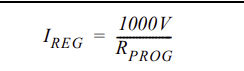 I_REG = 1000V / R_PROG